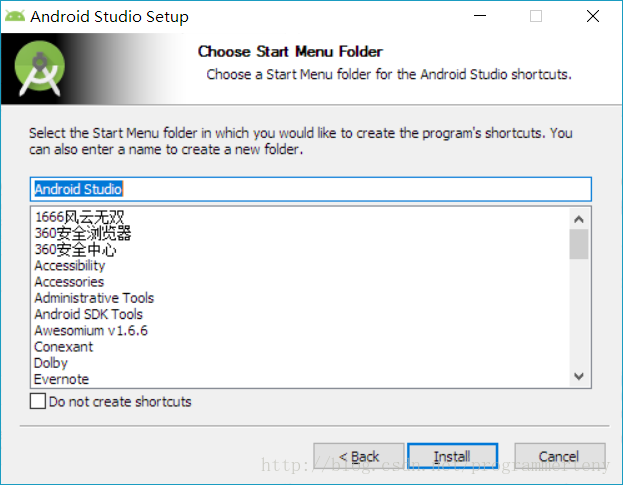 Android Studio Setup
Choose Start Menu Folder
Choose a Start Menu folder for the Android Studio shortcuts.
Select the Start Menu folder in which you would like to create the program's shortcuts. You
can also enter a name to create a new folder.
Android Studio
1666风云无双
360安全浏览器
360安全中心
Accessibility
Accessories
Administrative Tools
Android SDK Tools
Awesomium v1.6.6
Conexant
Dolby
Evernote
Do not create shortcuts
< Back
Install
Cancel
http://blog.csdn.net/programmertony